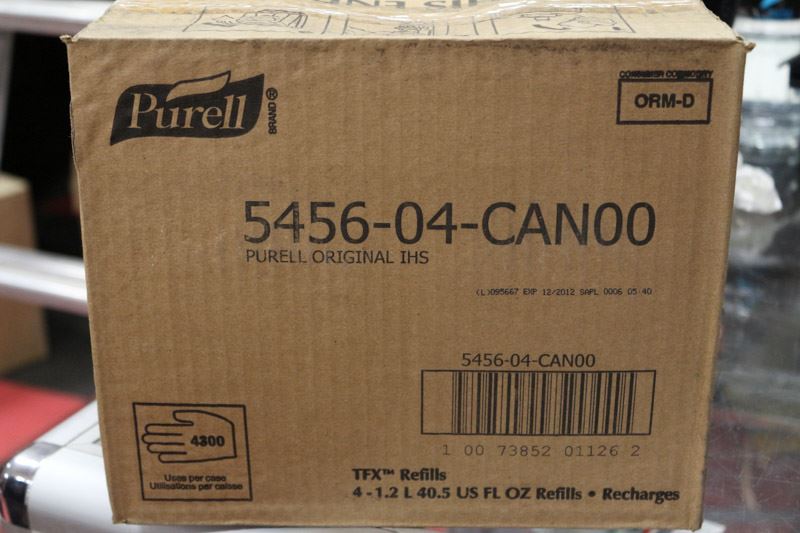 Purell
BRAND®
CONSUMER COMMODITY
ORM-D
5456-04-CAN00
PURELL ORIGINAL IHS
(L)095667 EXP 12/2012 SAPL 0006 05:40
5456-04-CAN00
1 00 73852 01126 2
4300
Uses per case
Utilisations par caisse
TFX™ Refills
4 - 1.2 L 40.5 US FL OZ Refills • Recharges